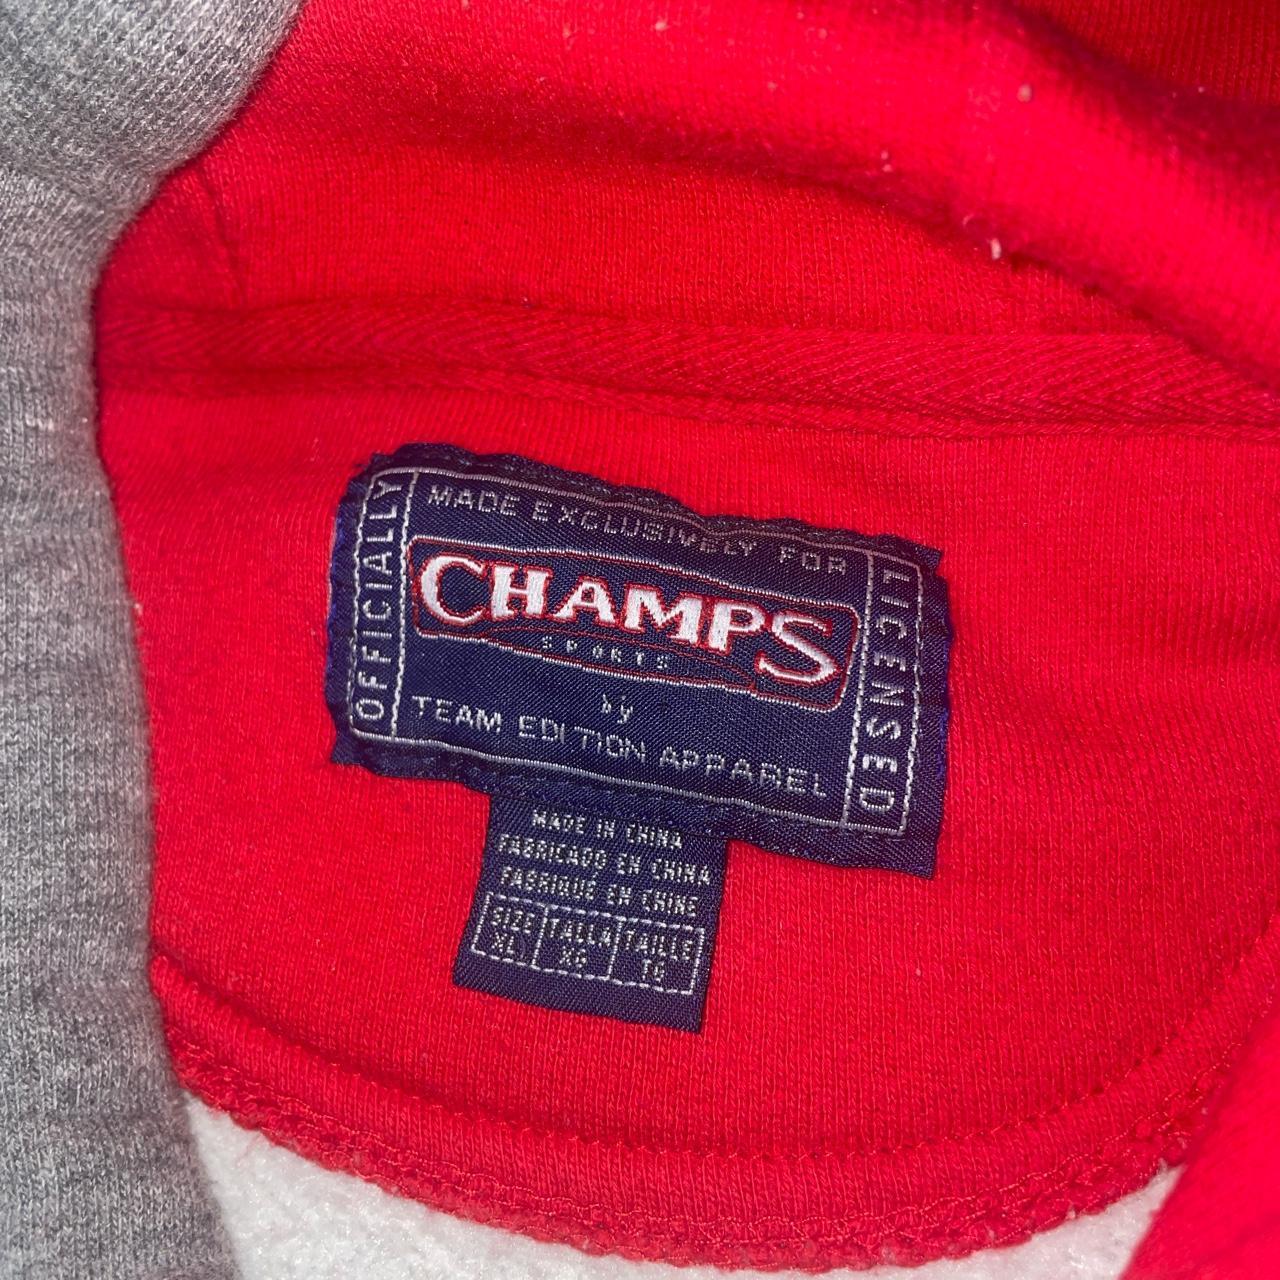 OFFICIALLY
MADE EXCLUSIVELY FOR
CHAMPS
SPORTS
by
TEAM EDITION APPAREL
LICENSED
MADE IN CHINA
FABRICADO EN CHINA
FABRIQUE EN CHINE
SIZE TALLA TAILLE
XL XG TG